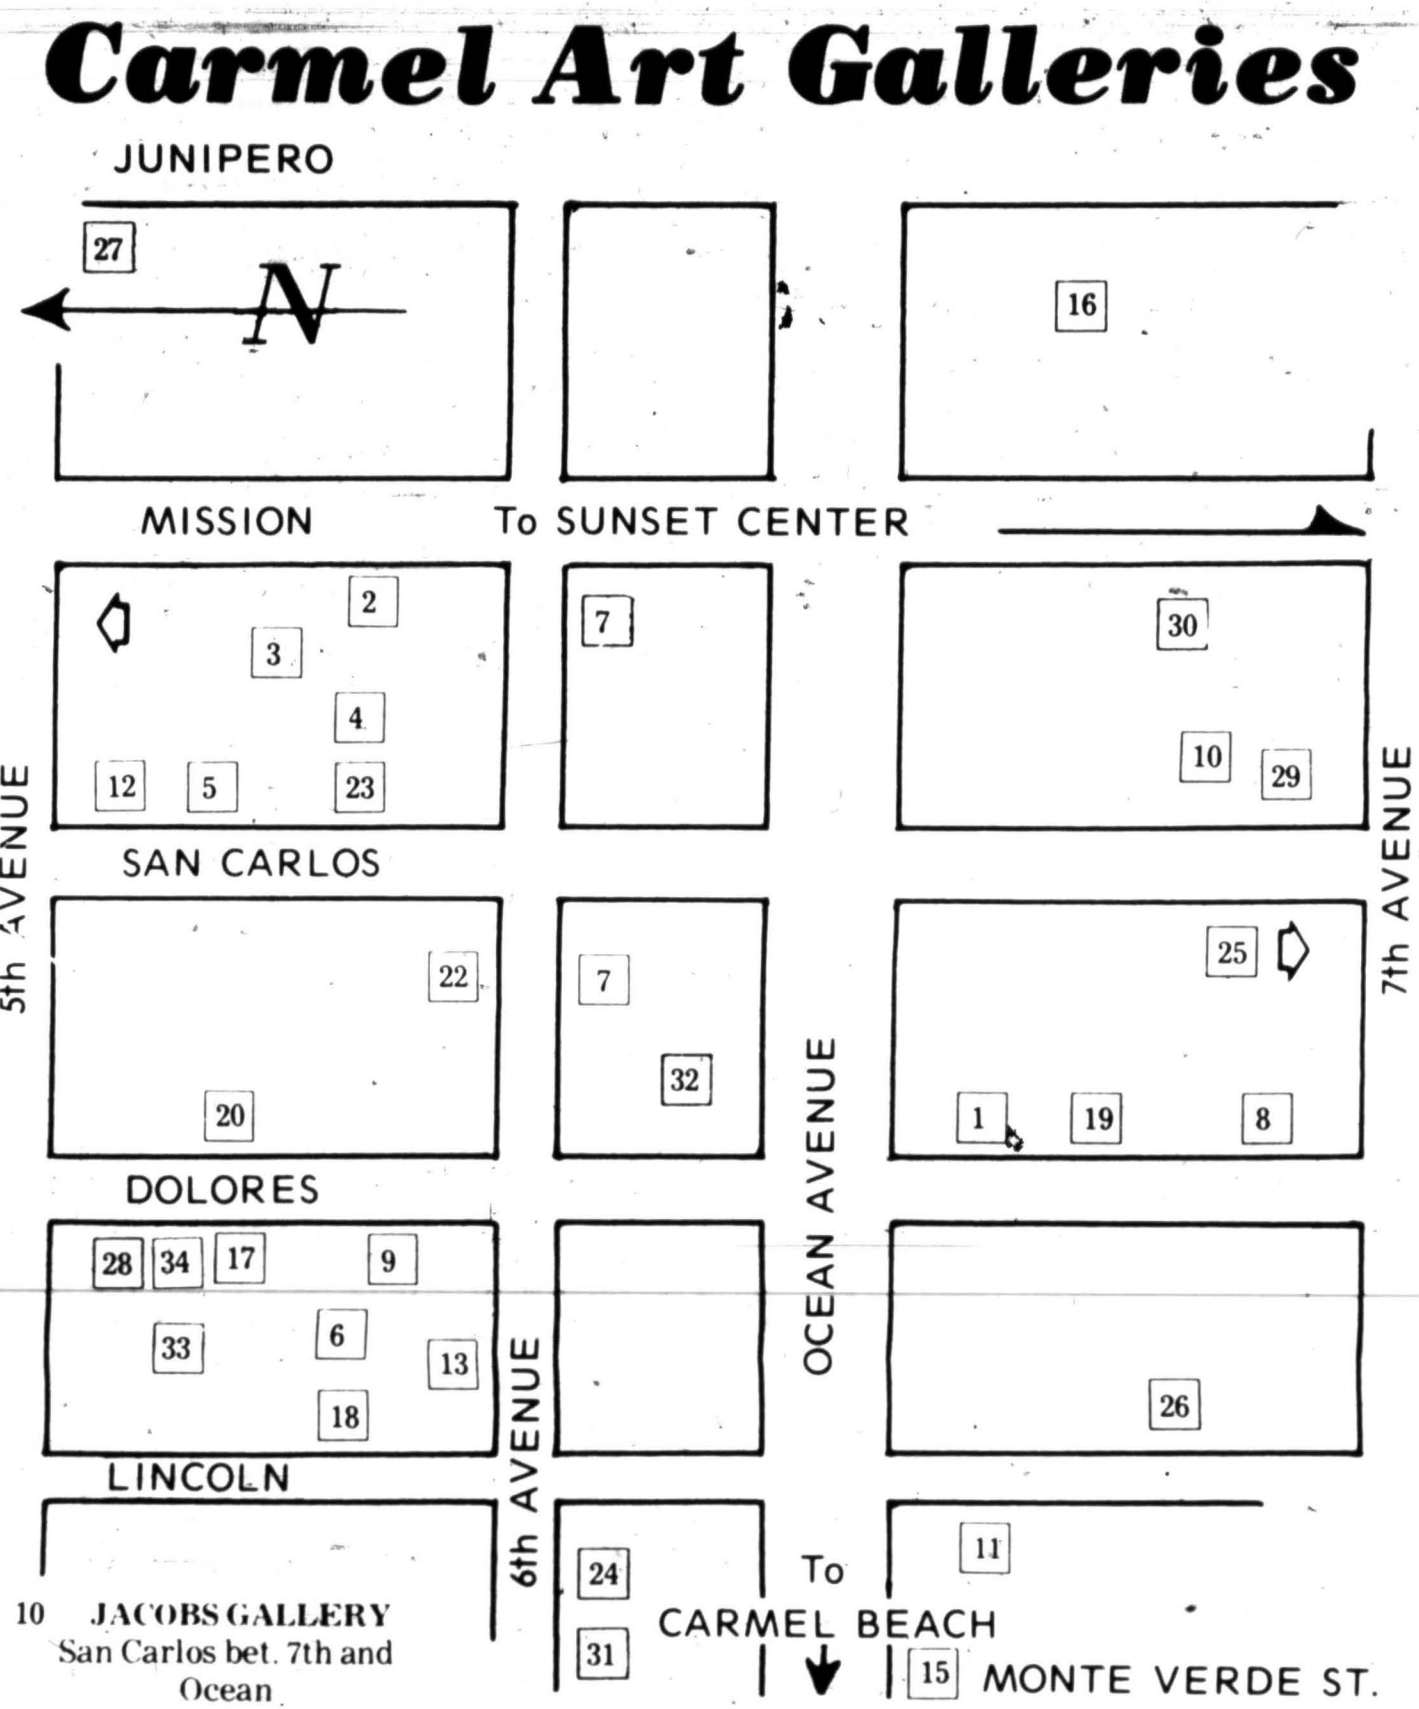 Carmel Art Galleries
JUNIPERO
27
N
16
MISSION
To SUNSET CENTER
2
3
4
12
5
23
7
30
10
29
5th AVENUE
7th AVENUE
SAN CARLOS
22
20
7
32
25
1
19
8
OCEAN AVENUE
DOLORES
28
34
17
9
33
6
13
18
26
6th AVENUE
LINCOLN
24
31
11
To
CARMEL BEACH
15
MONTE VERDE ST.
10 JACOBS GALLERY
San Carlos bet. 7th and
Ocean